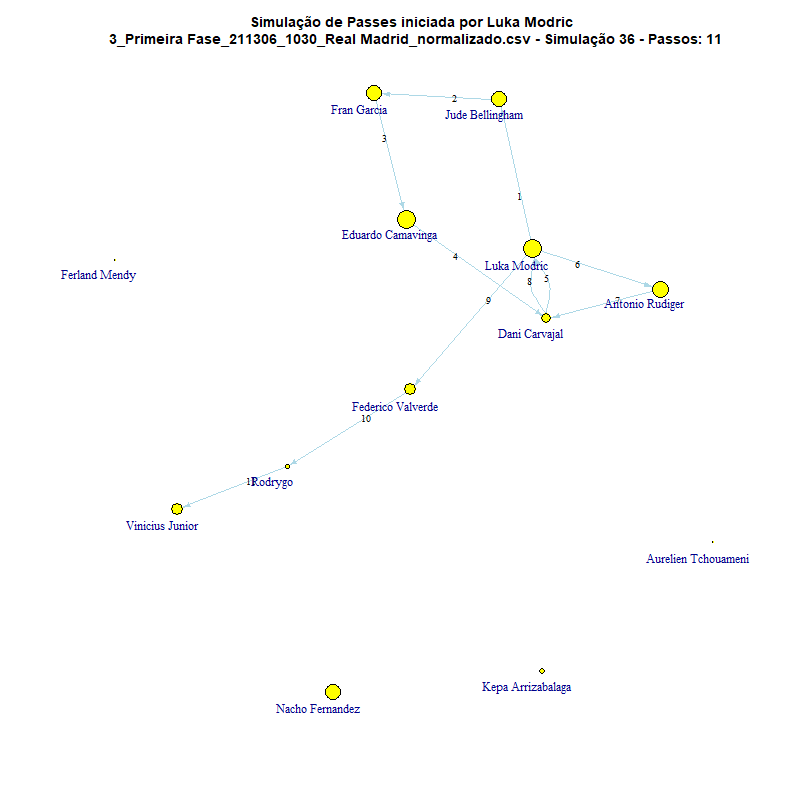 Simulação de Passes iniciada por Luka Modric
3_Primeira Fase_211306_1030_Real Madrid_normalizado.csv - Simulação 36 - Passos: 11
2
Fran Garcia
Jude Bellingham
3
1
Eduardo Camavinga
4
Luka Modric
6
Ferland Mendy
5
8
9
7
Antonio Rudiger
Dani Carvajal
Federico Valverde
10
11
Rodrygo
Vinicius Junior
Aurelien Tchouameni
Kepa Arrizabalaga
Nacho Fernandez